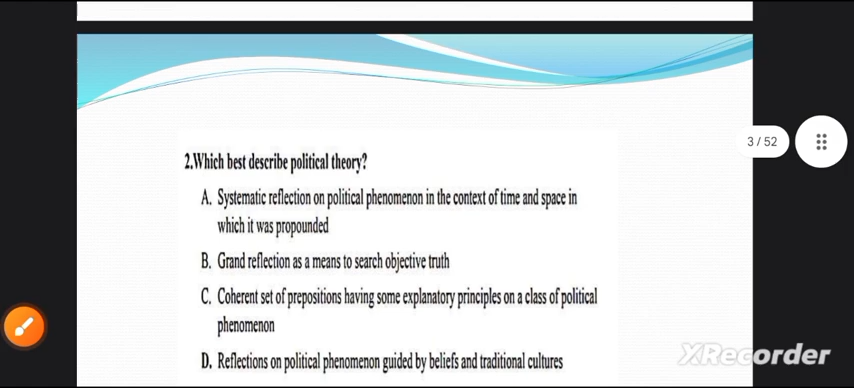 3 / 52
2.Which best describe political theory?
A. Systematic reflection on political phenomenon in the context of time and space in
which it was propounded
B. Grand reflection as a means to search objective truth
C. Coherent set of prepositions having some explanatory principles on a class of political
phenomenon
D. Reflections on political phenomenon guided by beliefs and traditional cultures
XRecorder